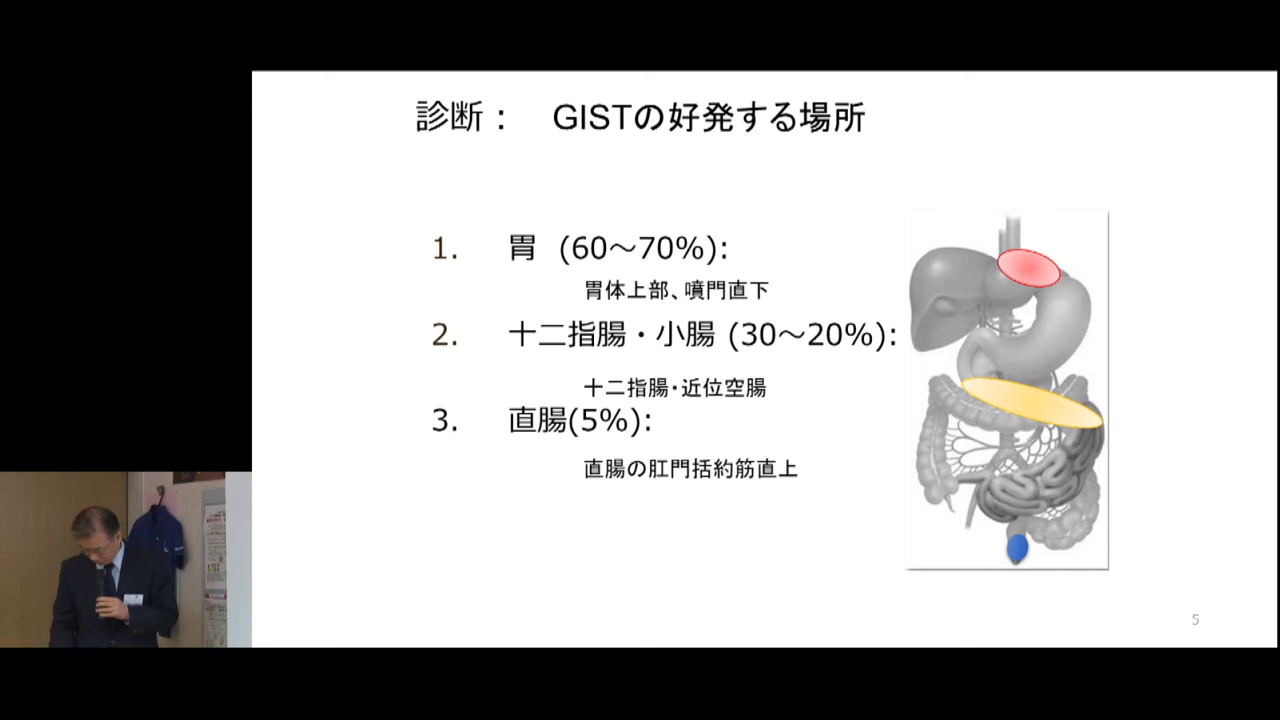 診断： GISTの好発する場所
1. 胃 (60～70%):
胃体上部、噴門直下
2. 十二指腸・小腸 (30～20%):
十二指腸・近位空腸
3. 直腸(5%):
直腸の肛門括約筋直上
5